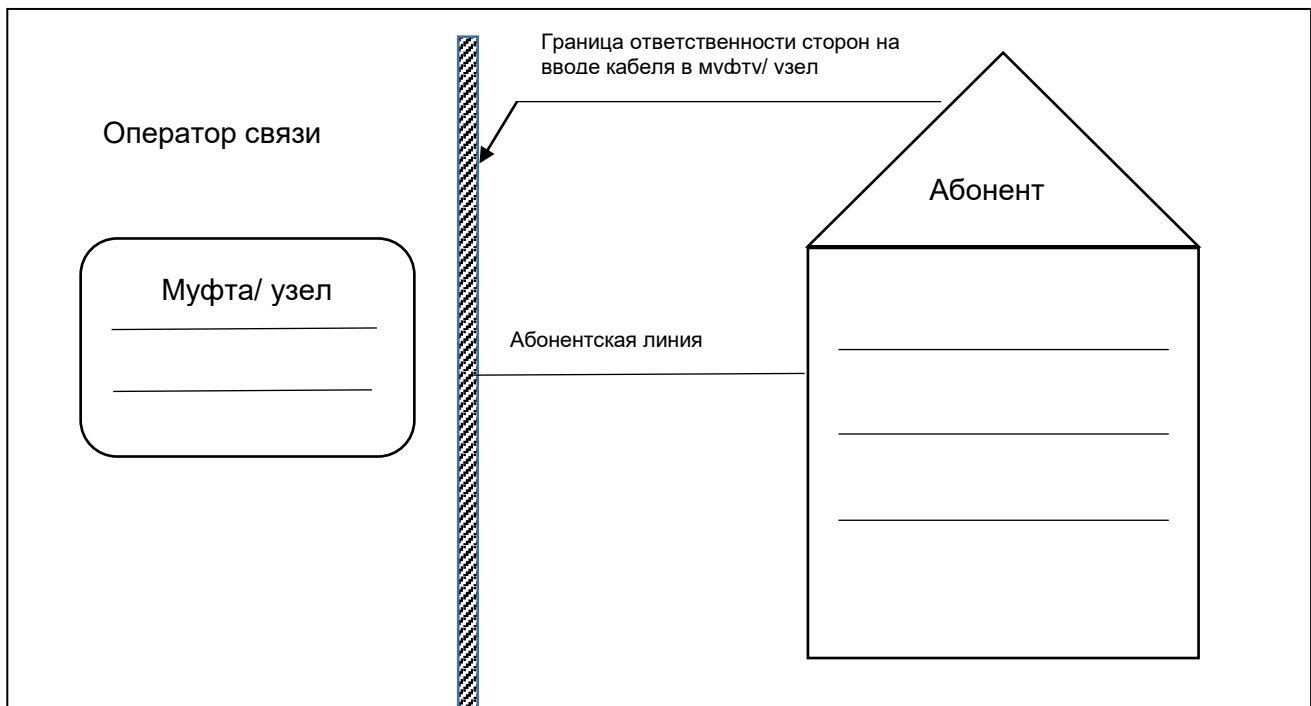 Граница ответственности сторон на
вводе кабеля в муфту/ узел
Оператор связи
Абонент
Муфта/ узел
Абонентская линия